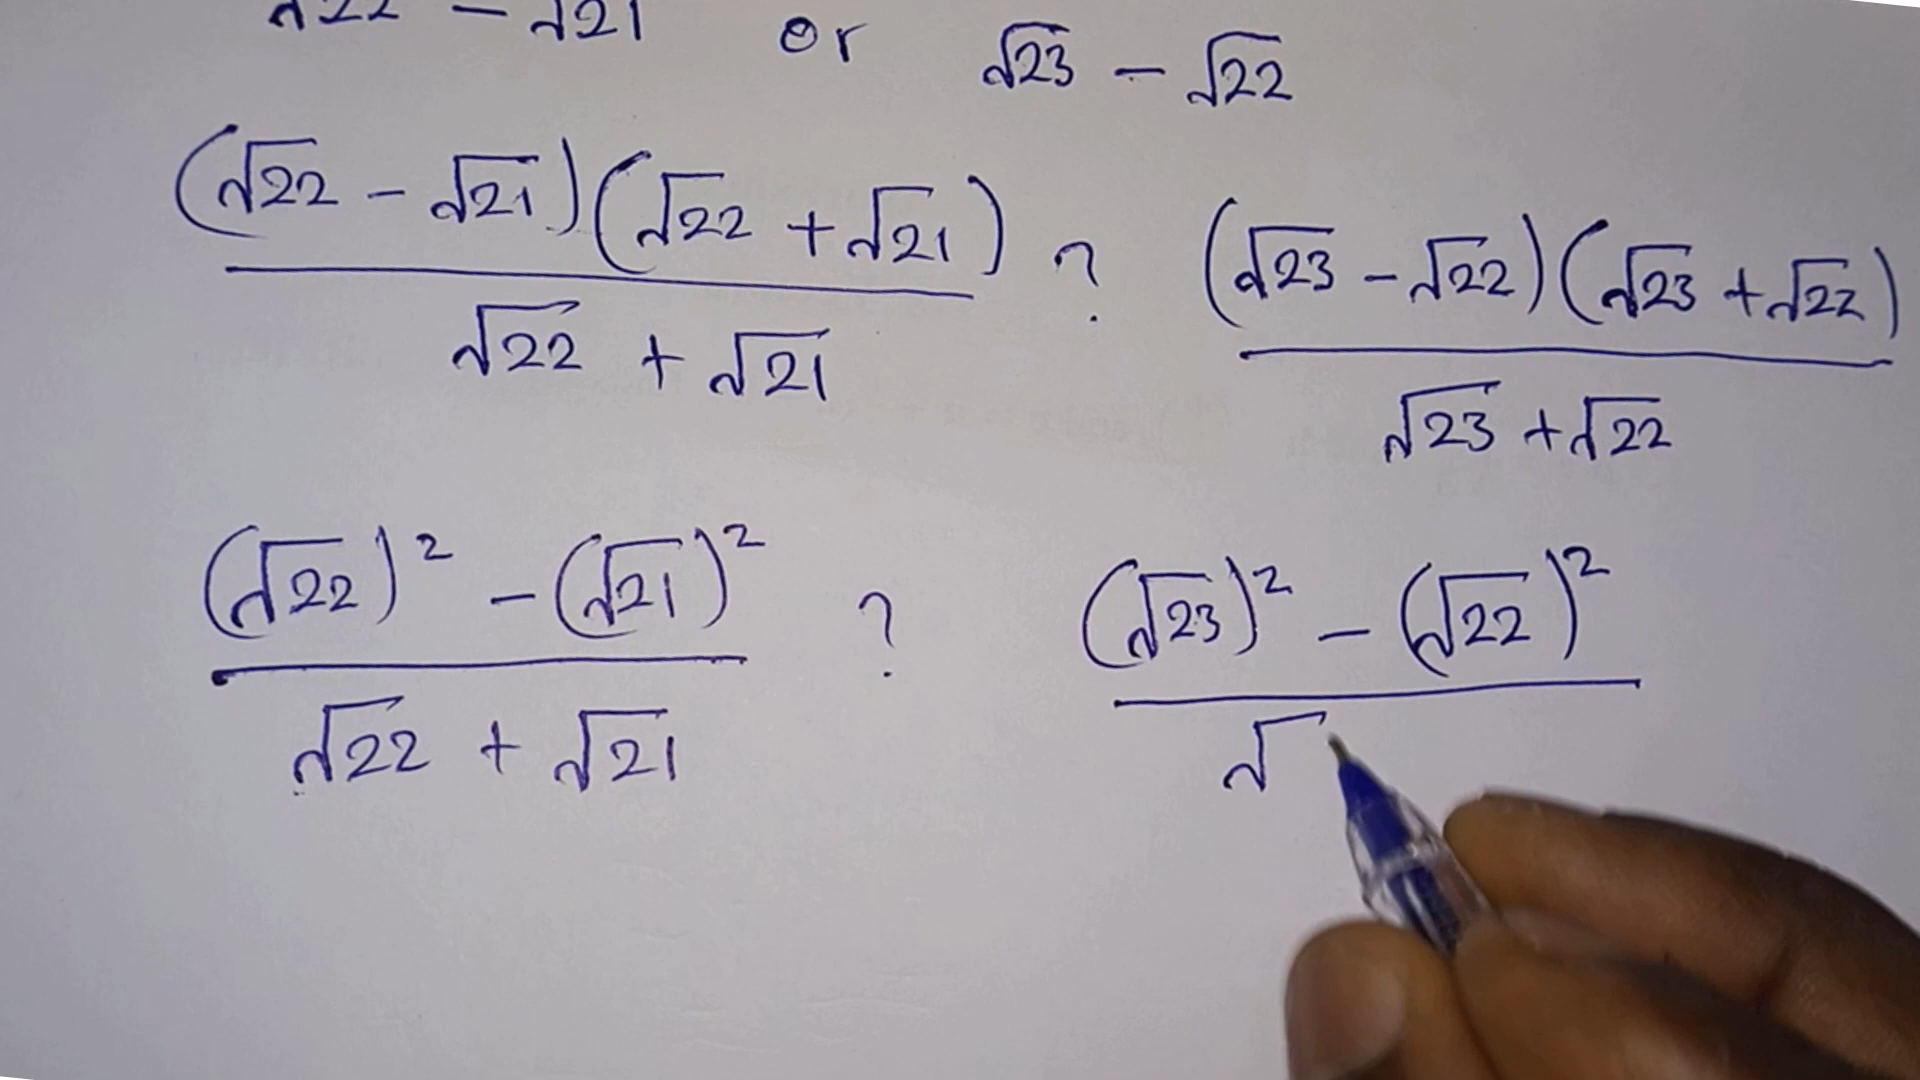 √22 - √21 or √23 - √22
(√22 - √21)(√22 + √21) ? (√23 - √22)(√23 + √22)
√22 + √21 √23 + √22
(√22)² - (√21)² ? (√23)² - (√22)²
√22 + √21 √